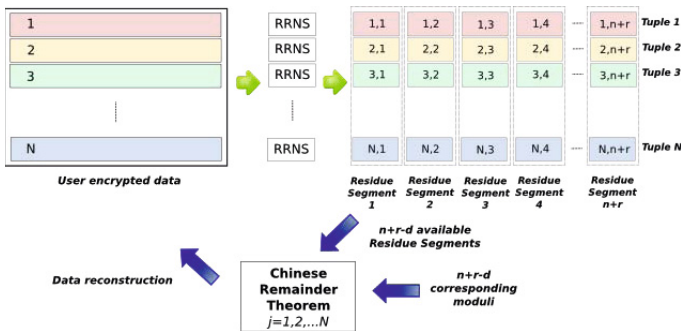 1 RRNS 1,1 1,2 1,3 1,4 1,n+r Tuple 1
2 RRNS 2,1 2,2 2,3 2,4 2,n+r Tuple 2
3 RRNS 3,1 3,2 3,3 3,4 3,n+r Tuple 3
N RRNS N,1 N,2 N,3 N,4 N,n+r Tuple N
User encrypted data
Residue Segment 1
Residue Segment 2
Residue Segment 3
Residue Segment 4
Residue Segment n+r
n+r-d available
Residue Segments
Data reconstruction
Chinese
Remainder
Theorem
j=1,2,...N
n+r-d
corresponding
moduli